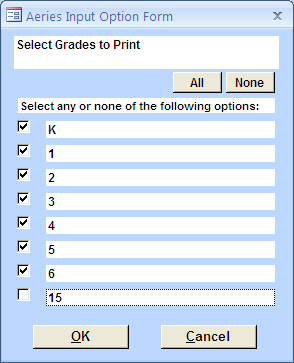 Aeries Input Option Form
Select Grades to Print
All None
Select any or none of the following options:
K
1
2
3
4
5
6
15
OK Cancel